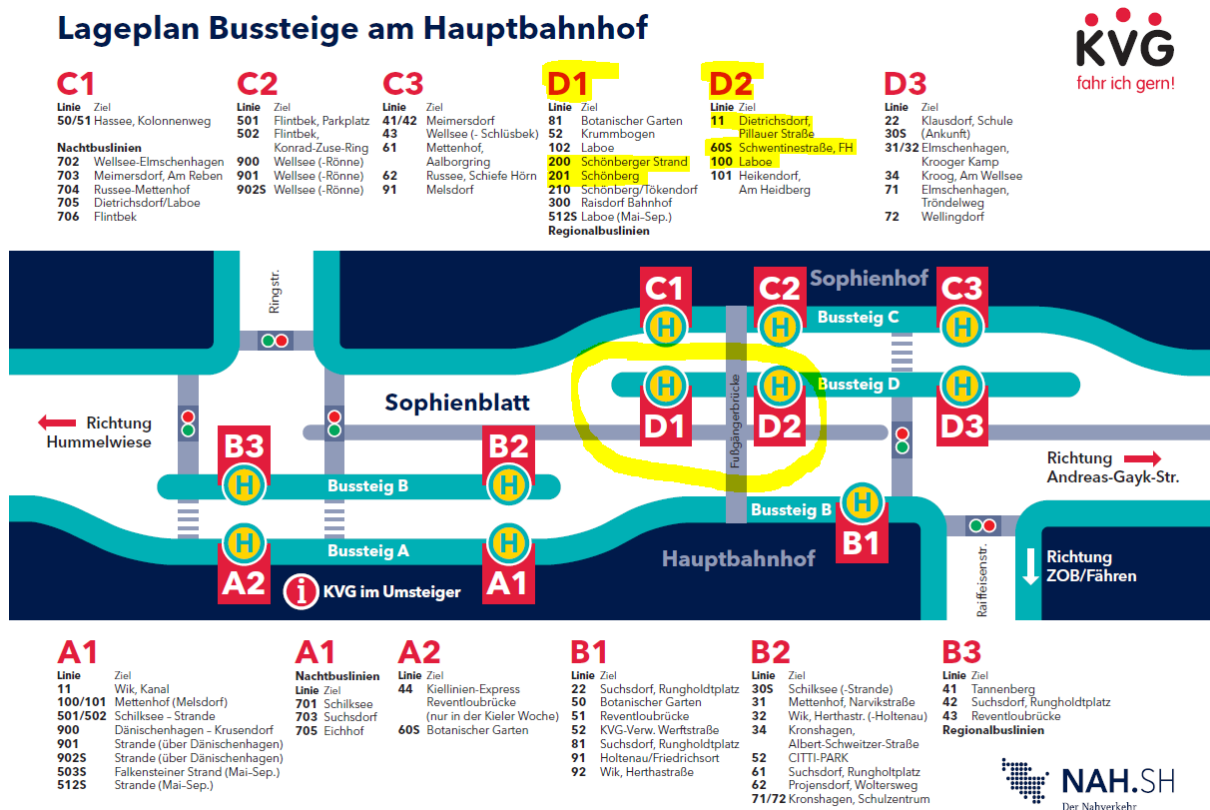 Lageplan Bussteige am Hauptbahnhof
KVG
fahr ich gern!
C1
Linie Ziel
50/51 Hassee, Kolonnenweg
Nachtbuslinien
702 Wellsee-Elmschenhagen
703 Meimersdorf, Am Reben
704 Russee-Mettenhof
705 Dietrichsdorf/Laboe
706 Flintbek
C2
Linie Ziel
501 Flintbek, Parkplatz
502 Flintbek,
Konrad-Zuse-Ring
900 Wellsee (-Rönne)
901 Wellsee (-Rönne)
902S Wellsee (-Rönne)
C3
Linie Ziel
41/42 Meimersdorf
43 Wellsee (- Schlüsbek)
61 Mettenhof,
Aalborgring
62 Russee, Schiefe Hörn
91 Melsdorf
D1
Linie Ziel
81 Botanischer Garten
52 Krummbogen
102 Laboe
200 Schönberger Strand
201 Schönberg
210 Schönberg/Tökendorf
300 Raisdorf Bahnhof
512S Laboe (Mai-Sep.)
Regionalbuslinien
D2
Linie Ziel
11 Dietrichsdorf,
Pillauer Straße
60S Schwentinestraße, FH
100 Laboe
101 Heikendorf,
Am Heidberg
D3
Linie Ziel
22 Klausdorf, Schule
30S (Ankunft)
31/32 Elmschenhagen,
Krooger Kamp
34 Kroog, Am Wellsee
71 Elmschenhagen,
Tröndelweg
72 Wellingdorf
Ringstr.
C1
H
C2
H
Sophienhof
C3
H
Bussteig C
H
D1
H
D2
Bussteig D
H
D3
Fußgängerbrücke
Sophienblatt
Richtung
Hummelwiese
B3
H
Bussteig B
B2
H
Richtung
Andreas-Gayk-Str.
Bussteig B
H
B1
H
A2
Bussteig A
H
A1
Hauptbahnhof
i KVG im Umsteiger
Raiffeisenstr.
Richtung
ZOB/Fähren
A1
Linie Ziel
11 Wik, Kanal
100/101 Mettenhof (Melsdorf)
501/502 Schilksee - Strande
900 Dänischenhagen - Krusendorf
901 Strande (über Dänischenhagen)
902S Strande (über Dänischenhagen)
503S Falkensteiner Strand (Mai-Sep.)
512S Strande (Mai-Sep.)
A1
Nachtbuslinien
Linie Ziel
701 Schilksee
703 Suchsdorf
705 Eichhof
A2
Linie Ziel
44 Kiellinien-Express
Reventloubrücke
(nur in der Kieler Woche)
60S Botanischer Garten
B1
Linie Ziel
22 Suchsdorf, Rungholdtplatz
50 Botanischer Garten
51 Reventloubrücke
52 KVG-Verw. Werftstraße
81 Suchsdorf, Rungholdtplatz
91 Holtenau/Friedrichsort
92 Wik, Herthastraße
B2
Linie Ziel
30S Schilksee (-Strande)
31 Mettenhof, Narvikstraße
32 Wik, Herthastr. (-Holtenau)
34 Kronshagen,
Albert-Schweitzer-Straße
52 CITTI-PARK
61 Suchsdorf, Rungholtplatz
62 Projensdorf, Woltersweg
71/72 Kronshagen, Schulzentrum
B3
Linie Ziel
41 Tannenberg
42 Suchsdorf, Rungholdtplatz
43 Reventloubrücke
Regionalbuslinien
NAH.SH
Der Nahverkehr